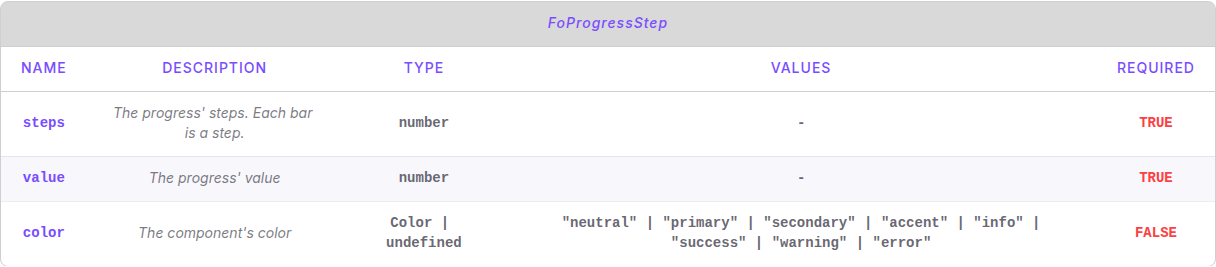 FoProgressStep
NAME DESCRIPTION TYPE VALUES REQUIRED
steps The progress' steps. Each bar is a step. number - TRUE
value The progress' value number - TRUE
color The component's color Color | undefined "neutral" | "primary" | "secondary" | "accent" | "info" | "success" | "warning" | "error" FALSE